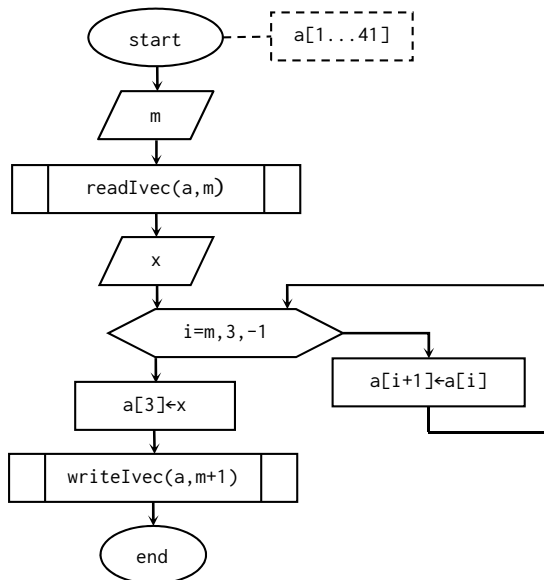 start
a[1...41]
m
readIvec(a,m)
x
i=m,3,-1
a[i+1]←a[i]
a[3]←x
writeIvec(a,m+1)
end